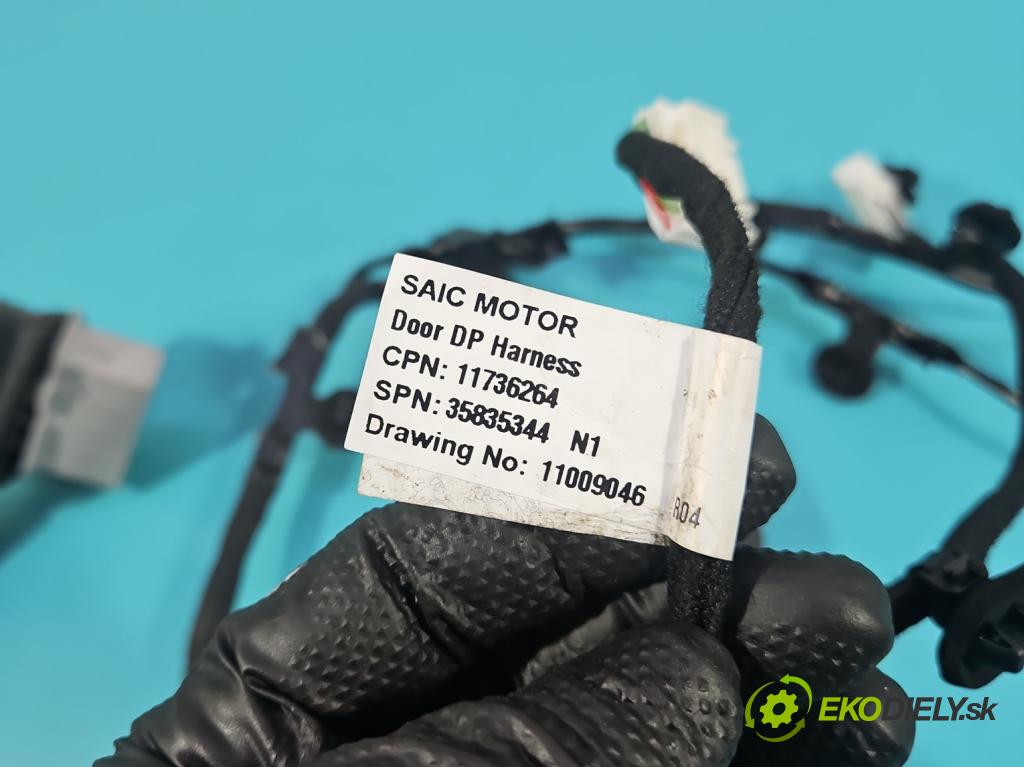 SAIC MOTOR
Door DP Harness
CPN: 11736264
SPN: 35835344 N1
Drawing No: 11009046 R04
EKODIELY.sk